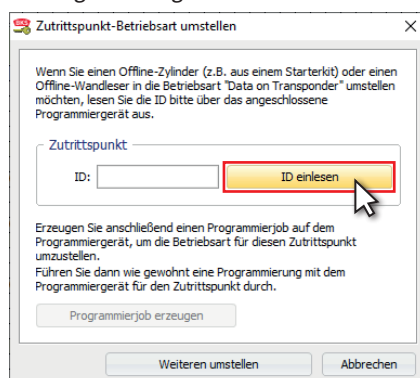 Zutrittspunkt-Betriebsart umstellen
Wenn Sie einen Offline-Zylinder (z.B. aus einem Starterkit) oder einen
Offline-Wandleser in die Betriebsart "Data on Transponder" umstellen
möchten, lesen Sie die ID bitte über das angeschlossene
Programmiergerät aus.
Zutrittspunkt
ID: ID einlesen
Erzeugen Sie anschließend einen Programmierjob auf dem
Programmiergerät, um die Betriebsart für diesen Zutrittspunkt
umzustellen.
Führen Sie dann wie gewohnt eine Programmierung mit dem
Programmiergerät für den Zutrittspunkt durch.
Programmierjob erzeugen
Weiteren umstellen Abbrechen